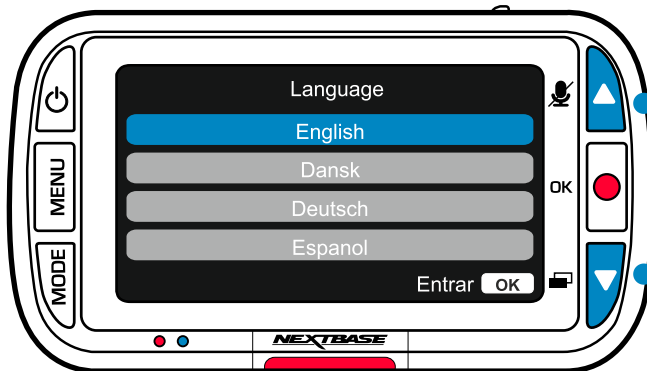 Language
English
Dansk
Deutsch
Espanol
Entrar OK
MENU
MODE
OK
NEXTBASE